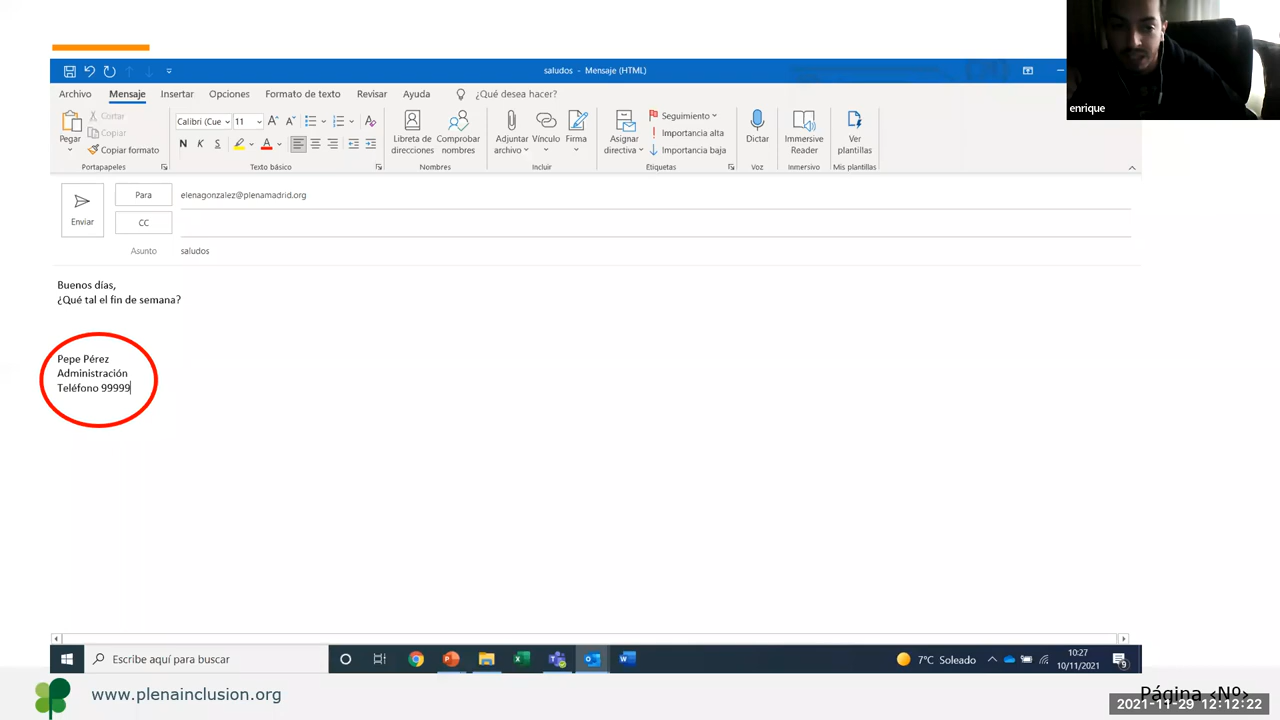 saludos - Mensaje (HTML)
enrique
Archivo Mensaje Insertar Opciones Formato de texto Revisar Ayuda ¿Qué desea hacer?
Pegar
Cortar
Copiar
Copiar formato
Portapapeles
Calibri (Cue 11
N K S
Texto básico
Libreta de direcciones
Comprobar nombres
Nombres
Adjuntar archivo
Vínculo
Firma
Incluir
Asignar directiva
Seguimiento
Importancia alta
Importancia baja
Etiquetas
Dictar
Voz
Immersive Reader
Inmersivo
Ver plantillas
Mis plantillas
Enviar
Para elenagonzalez@plenamadrid.org
CC
Asunto saludos
Buenos días,
¿Qué tal el fin de semana?
Pepe Pérez
Administración
Teléfono 99999
Escribe aquí para buscar
7°C Soleado
10:27
10/11/2021
9
www.plenainclusion.org
Página ‹Nº›
2021-11-29 12:12:22